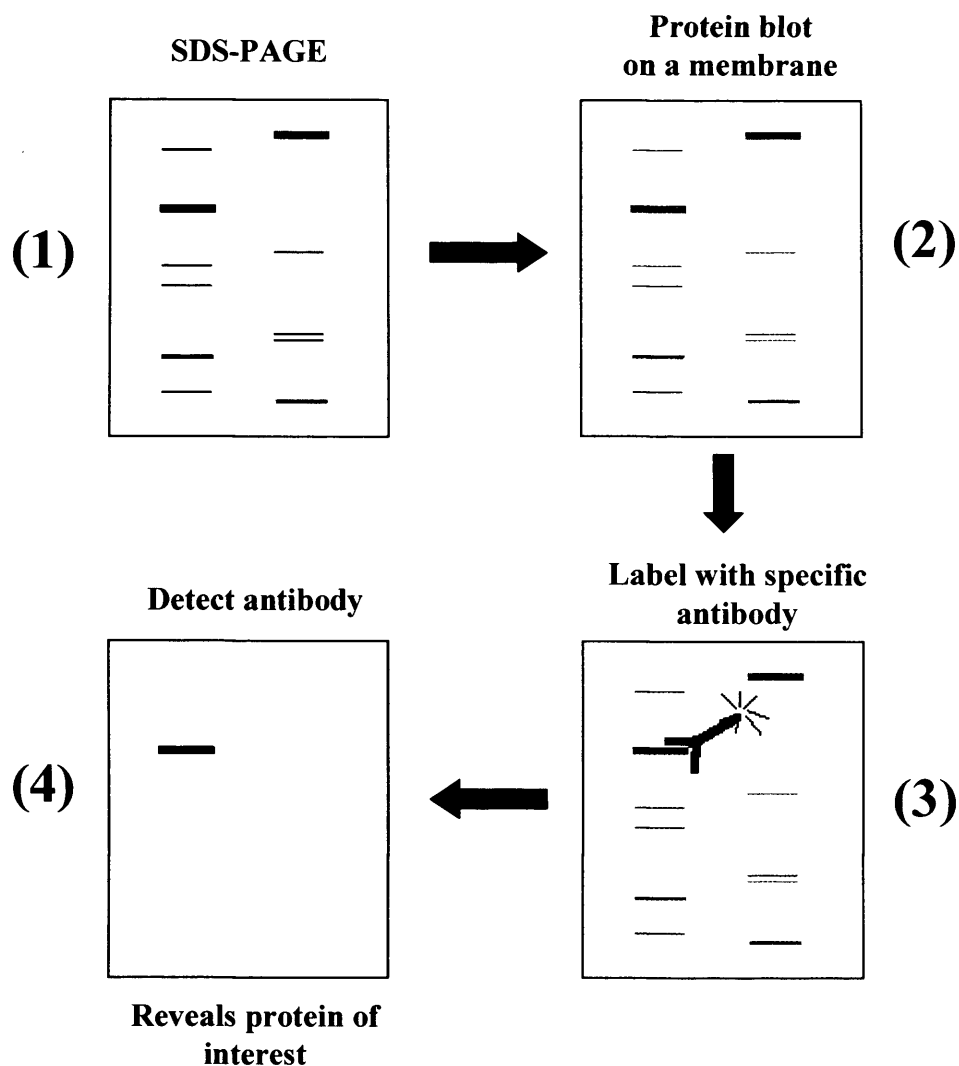 SDS-PAGE
Protein blot
on a membrane
(1)
(2)
Label with specific
antibody
(3)
Detect antibody
(4)
Reveals protein of
interest